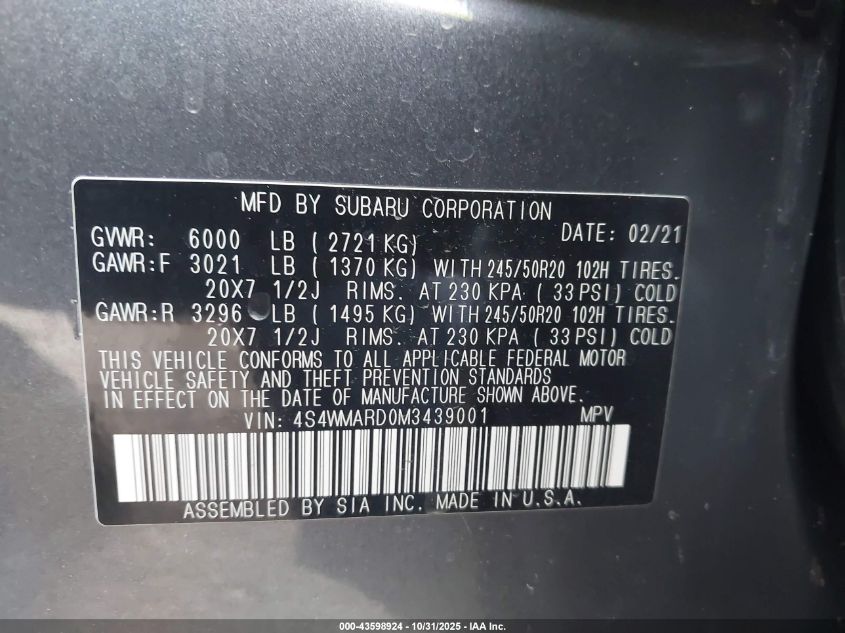 MFD BY SUBARU CORPORATION
DATE: 02/21
GVWR: 6000 LB ( 2721 KG)
GAWR:F 3021 LB ( 1370 KG) WITH 245/50R20 102H TIRES.
20X7 1/2J RIMS. AT 230 KPA ( 33 PSI) COLD
GAWR:R 3296 LB ( 1495 KG) WITH 245/50R20 102H TIRES.
20X7 1/2J RIMS. AT 230 KPA ( 33 PSI) COLD
THIS VEHICLE CONFORMS TO ALL APPLICABLE FEDERAL MOTOR
VEHICLE SAFETY AND THEFT PREVENTION STANDARDS
IN EFFECT ON THE DATE OF MANUFACTURE SHOWN ABOVE.
VIN: 4S4WMARD0M3439001 MPV
ASSEMBLED BY SIA INC. MADE IN U.S.A.
000-43598924 - 10/31/2025 - IAA Inc.